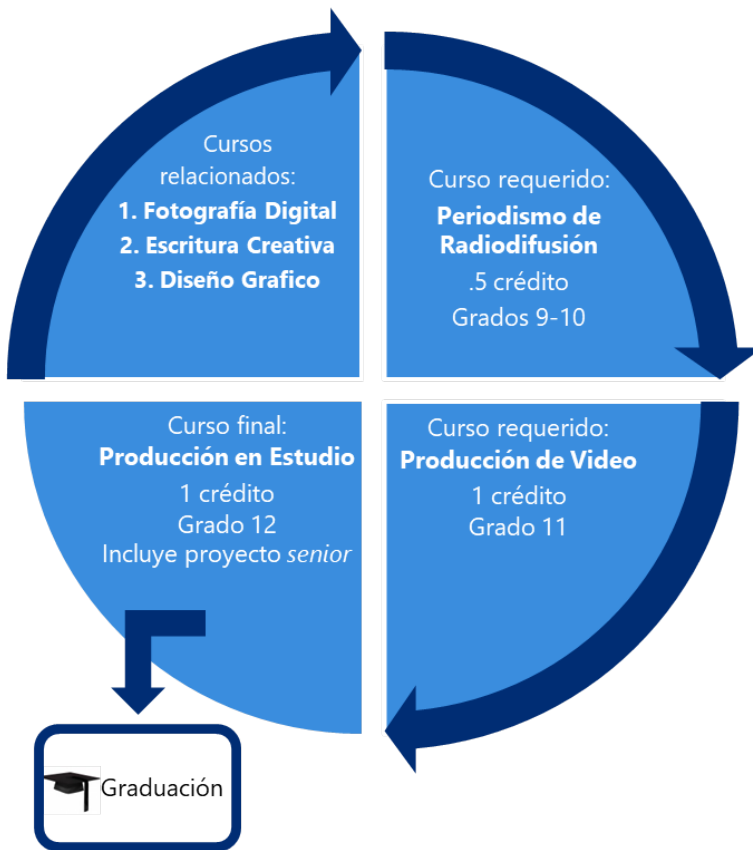 Cursos
relacionados:
1. Fotografía Digital
2. Escritura Creativa
3. Diseño Grafico
Curso requerido:
Periodismo de
Radiodifusión
.5 crédito
Grados 9-10
Curso requerido:
Producción de Video
1 crédito
Grado 11
Curso final:
Producción en Estudio
1 crédito
Grado 12
Incluye proyecto senior
Graduación